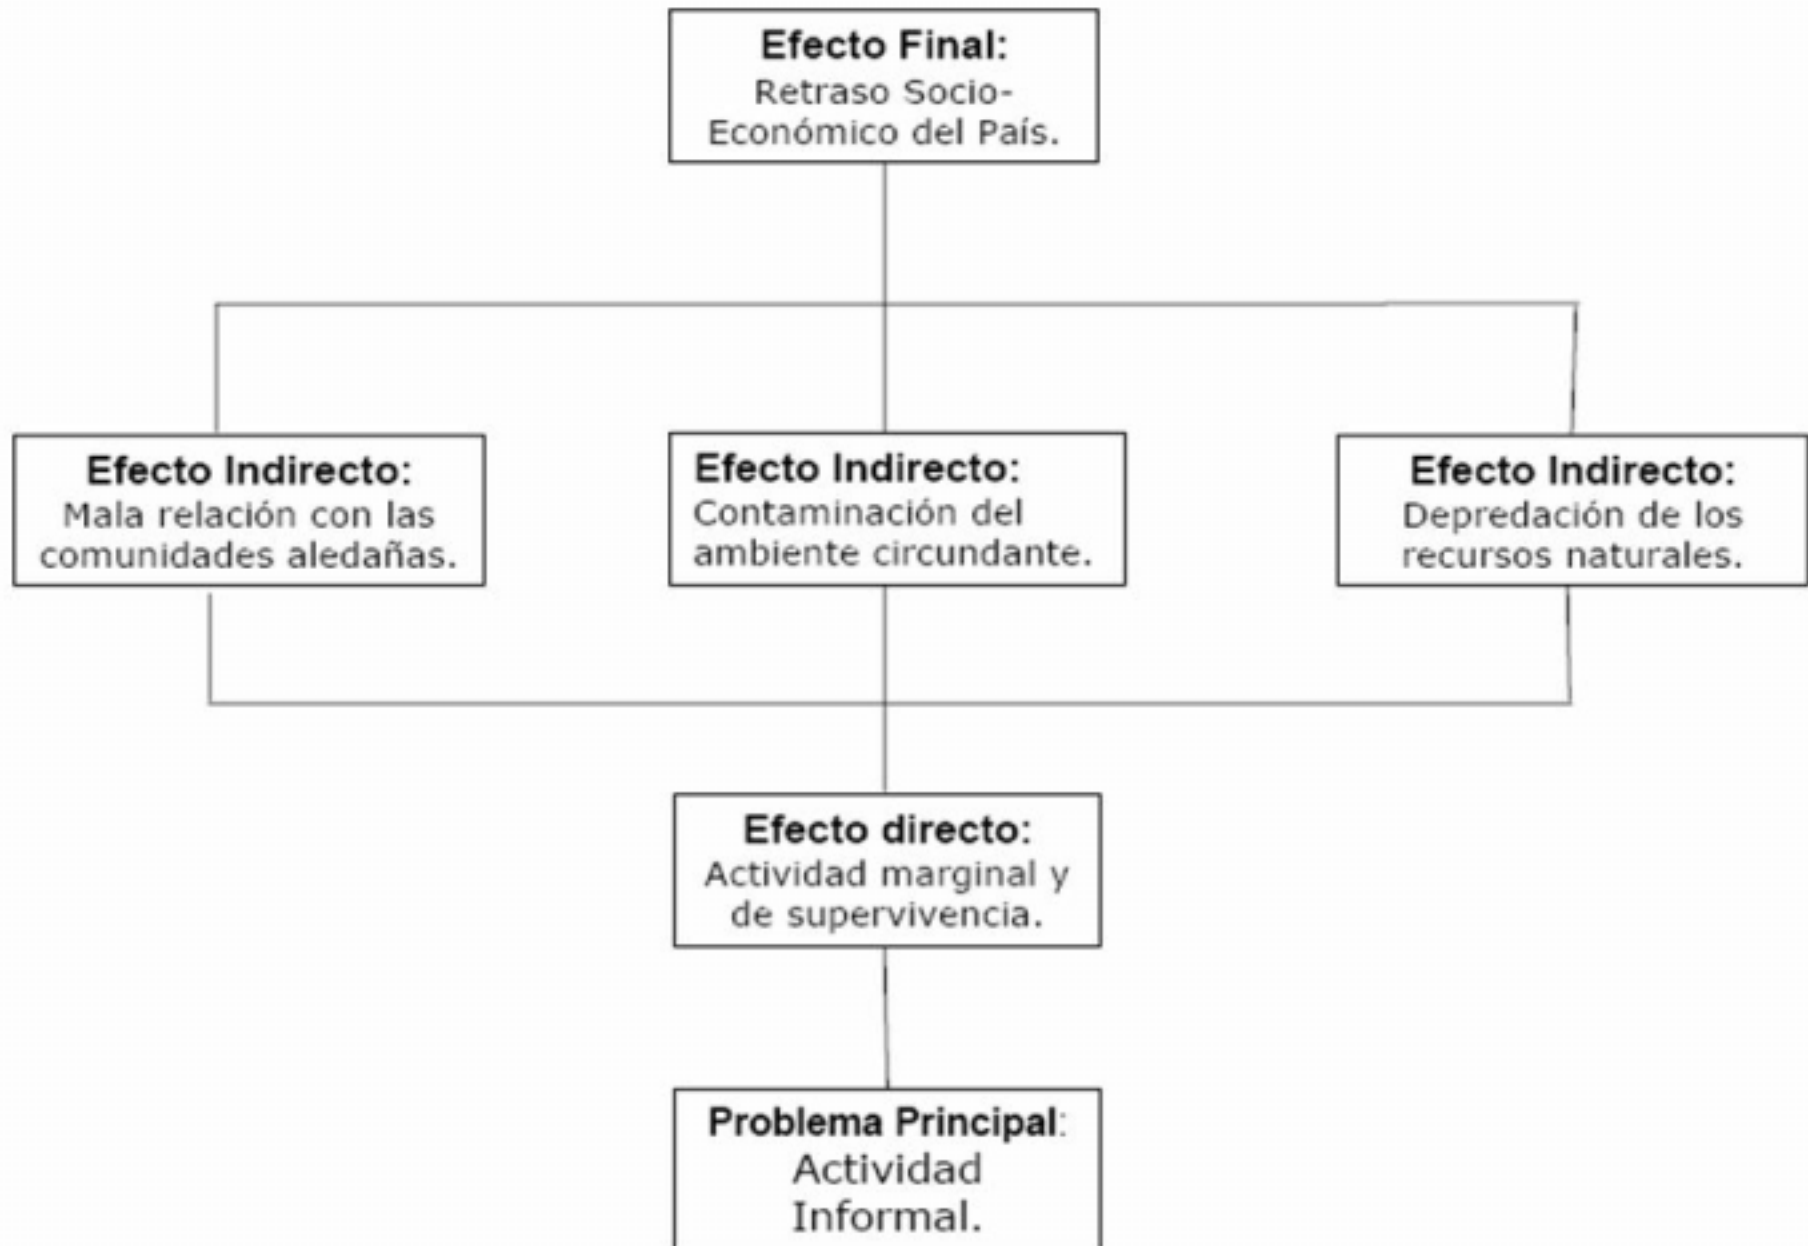 Efecto Final:
Retraso Socio-
Económico del País.
Efecto Indirecto:
Mala relación con las
comunidades aledañas.
Efecto Indirecto:
Contaminación del
ambiente circundante.
Efecto Indirecto:
Depredación de los
recursos naturales.
Efecto directo:
Actividad marginal y
de supervivencia.
Problema Principal:
Actividad
Informal.